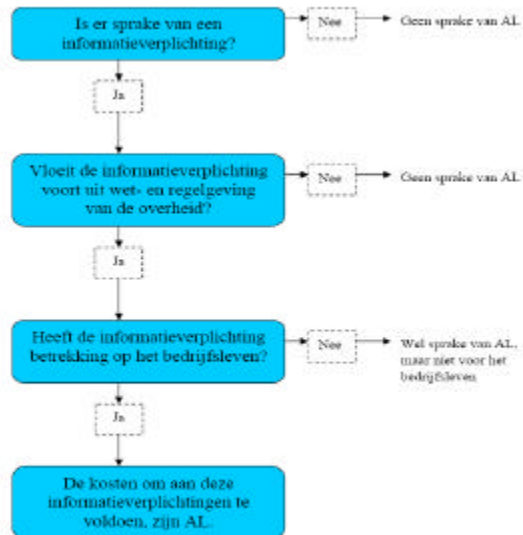 Is er sprake van een
informatieverplichting?
Nee
Geen sprake van AL
Ja
Vloeit de informatieverplichting
voort uit wet- en regelgeving
van de overheid?
Nee
Geen sprake van AL
Ja
Heeft de informatieverplichting
betrekking op het bedrijfsleven?
Nee
Wel sprake van AL,
maar niet voor het
bedrijfsleven
Ja
De kosten om aan deze
informatieverplichtingen te
voldoen, zijn AL.